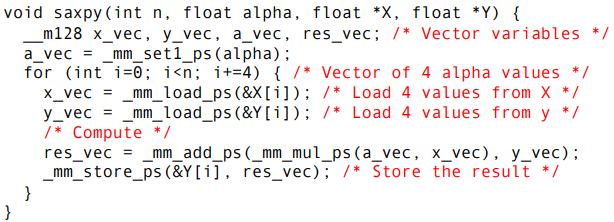 void saxpy(int n, float alpha, float *X, float *Y) {
  __m128 x_vec, y_vec, a_vec, res_vec; /* Vector variables */
  a_vec = _mm_set1_ps(alpha);
  for (int i=0; i<n; i+=4) { /* Vector of 4 alpha values */
    x_vec = _mm_load_ps(&X[i]); /* Load 4 values from X */
    y_vec = _mm_load_ps(&Y[i]); /* Load 4 values from y */
    /* Compute */
    res_vec = _mm_add_ps(_mm_mul_ps(a_vec, x_vec), y_vec);
    _mm_store_ps(&Y[i], res_vec); /* Store the result */
  }
}